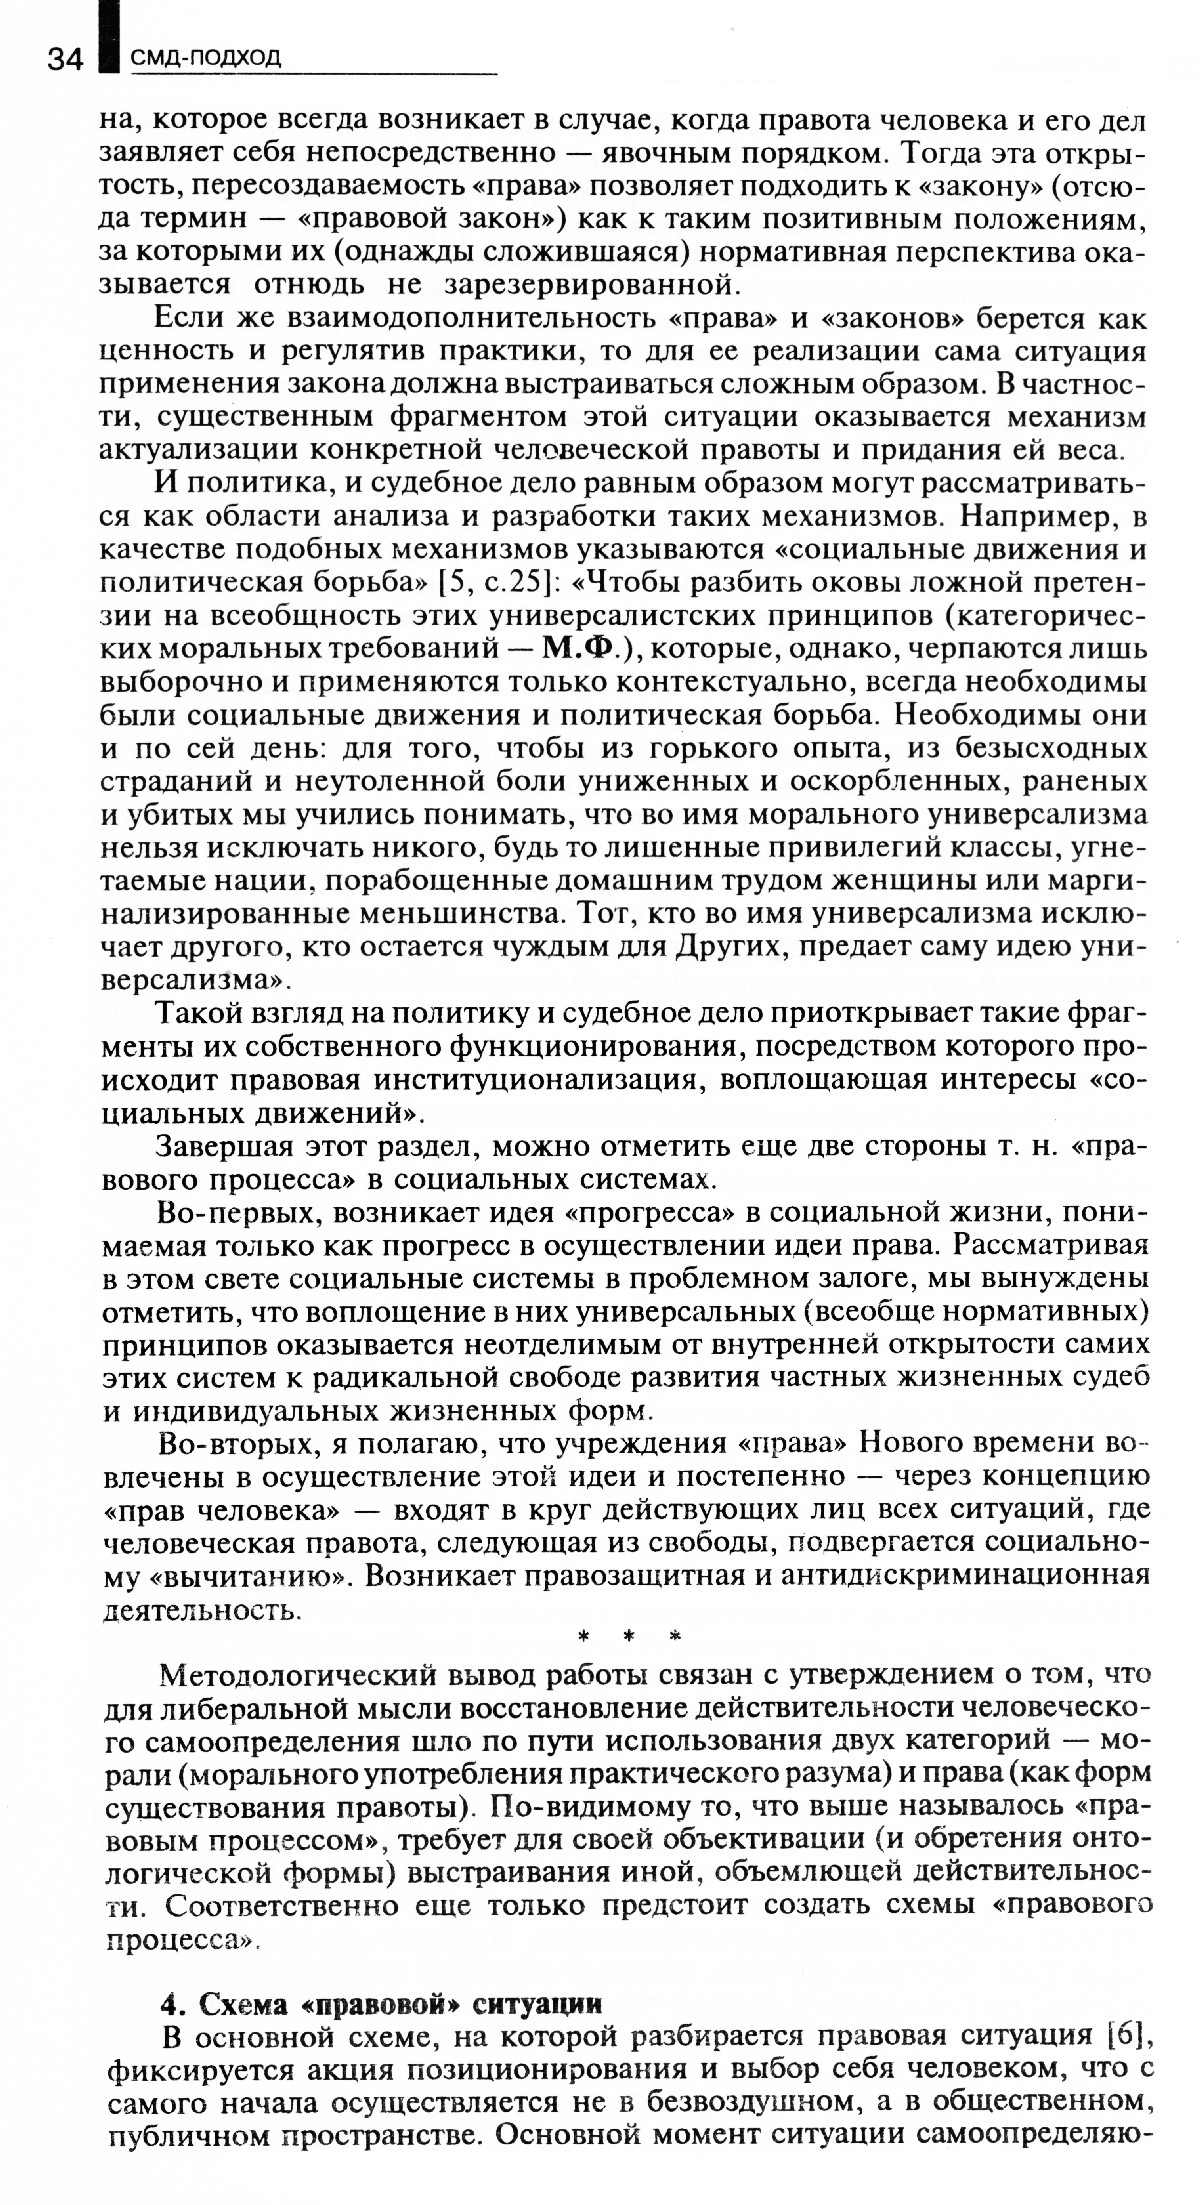 34 СМД-ПОДХОД
на, которое всегда возникает в случае, когда правота человека и его дел
заявляет себя непосредственно — явочным порядком. Тогда эта откры-
тость, пересоздаваемость «права» позволяет подходить к «закону» (отсю-
да термин — «правовой закон») как к таким позитивным положениям,
за которыми их (однажды сложившаяся) нормативная перспектива ока-
зывается отнюдь не зарезервированной.
Если же взаимодополнительность «права» и «законов» берется как
ценность и регулятив практики, то для ее реализации сама ситуация
применения закона должна выстраиваться сложным образом. В частнос-
ти, существенным фрагментом этой ситуации оказывается механизм
актуализации конкретной человеческой правоты и придания ей веса.
И политика, и судебное дело равным образом могут рассматривать-
ся как области анализа и разработки таких механизмов. Например, в
качестве подобных механизмов указываются «социальные движения и
политическая борьба» [5, с.25]: «Чтобы разбить оковы ложной претен-
зии на всеобщность этих универсалистских принципов (категоричес-
ких моральных требований — М.Ф.), которые, однако, черпаются лишь
выборочно и применяются только контекстуально, всегда необходимы
были социальные движения и политическая борьба. Необходимы они
и по сей день: для того, чтобы из горького опыта, из безысходных
страданий и неутоленной боли униженных и оскорбленных, раненых
и убитых мы учились понимать, что во имя морального универсализма
нельзя исключать никого, будь то лишенные привилегий классы, угне-
таемые нации, порабощенные домашним трудом женщины или марги-
нализированные меньшинства. Тот, кто во имя универсализма исклю-
чает другого, кто остается чуждым для Других, предает саму идею уни-
версализма».
Такой взгляд на политику и судебное дело приоткрывает такие фраг-
менты их собственного функционирования, посредством которого про-
исходит правовая институционализация, воплощающая интересы «со-
циальных движений».
Завершая этот раздел, можно отметить еще две стороны т. н. «пра-
вового процесса» в социальных системах.
Во-первых, возникает идея «прогресса» в социальной жизни, пони-
маемая только как прогресс в осуществлении идеи права. Рассматривая
в этом свете социальные системы в проблемном залоге, мы вынуждены
отметить, что воплощение в них универсальных (всеобще нормативных)
принципов оказывается неотделимым от внутренней открытости самих
этих систем к радикальной свободе развития частных жизненных судеб
и индивидуальных жизненных форм.
Во-вторых, я полагаю, что учреждения «права» Нового времени во-
влечены в осуществление этой идеи и постепенно — через концепцию
«прав человека» — входят в круг действующих лиц всех ситуаций, где
человеческая правота, следующая из свободы, подвергается социально-
му «вычитанию». Возникает правозащитная и антидискриминационная
деятельность.
* * *
Методологический вывод работы связан с утверждением о том, что
для либеральной мысли восстановление действительности человеческо-
го самоопределения шло по пути использования двух категорий — мо-
рали (морального употребления практического разума) и права (как форм
существования правоты). По-видимому то, что выше называлось «пра-
вовым процессом», требует для своей объективации (и обретения онто-
логической формы) выстраивания иной, объемлющей действительнос-
ти. Соответственно еще только предстоит создать схемы «правового
процесса».
4. Схема «правовой» ситуации
В основной схеме, на которой разбирается правовая ситуация [6],
фиксируется акция позиционирования и выбор себя человеком, что с
самого начала осуществляется не в безвоздушном, а в общественном,
публичном пространстве. Основной момент ситуации самоопределяю-